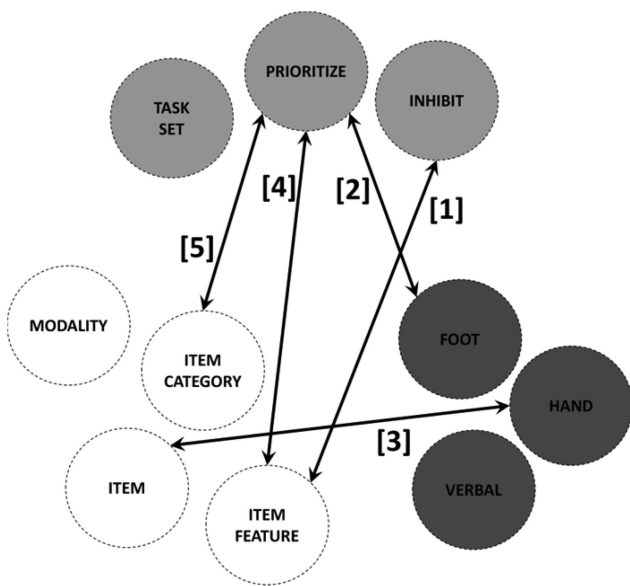 PRIORITIZE
TASK
SET
INHIBIT
[4]
[2]
[1]
[5]
MODALITY
ITEM
CATEGORY
FOOT
HAND
[3]
ITEM
VERBAL
ITEM
FEATURE